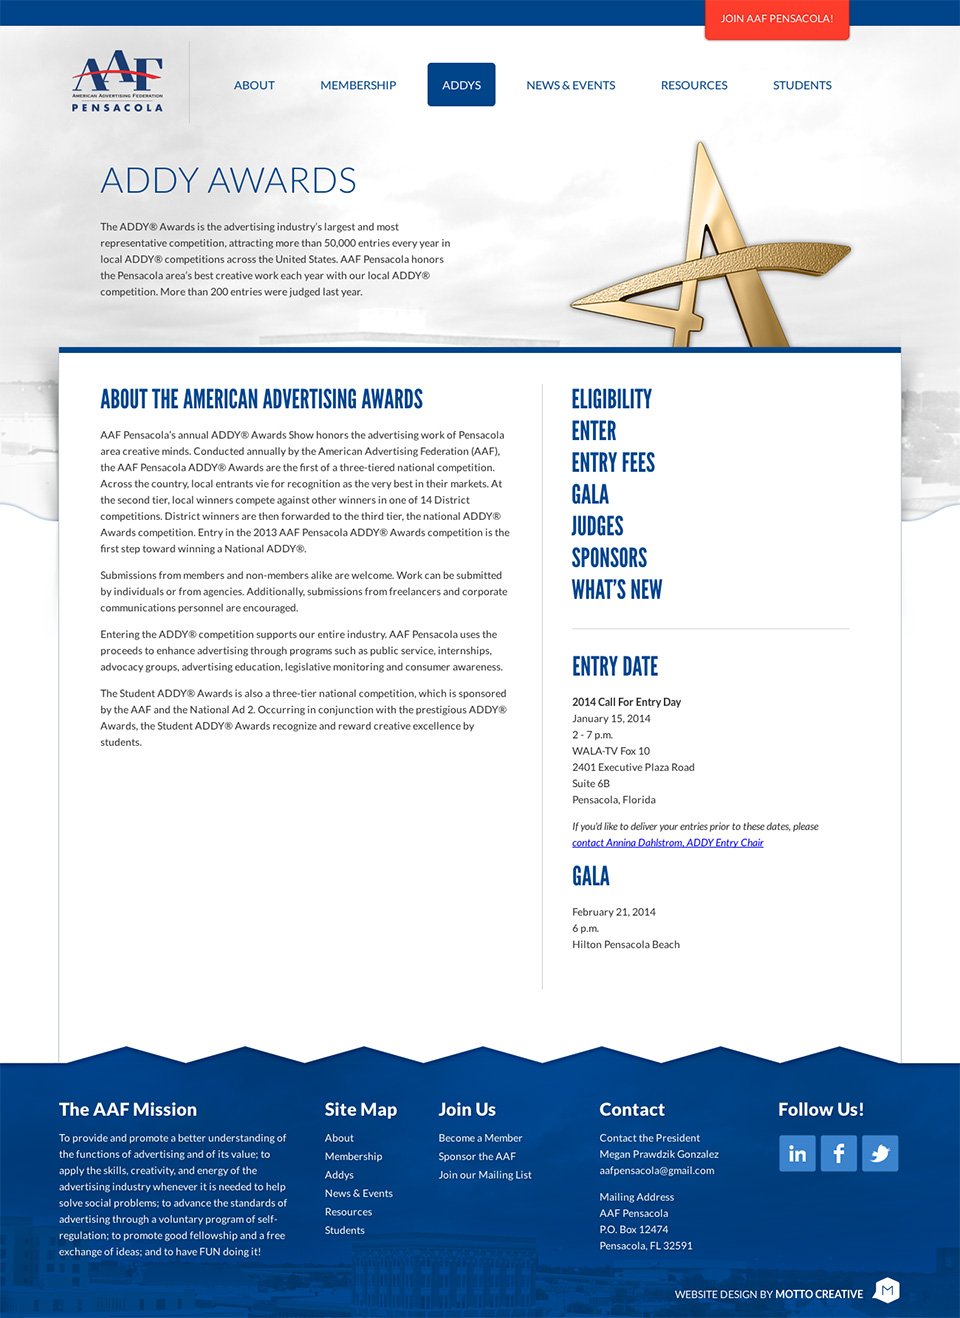 JOIN AAF PENSACOLA!
AAF
AMERICAN ADVERTISING FEDERATION
PENSACOLA
ABOUT
MEMBERSHIP
ADDYS
NEWS & EVENTS
RESOURCES
STUDENTS
ADDY AWARDS
The ADDY® Awards is the advertising industry's largest and most
representative competition, attracting more than 50,000 entries every year in
local ADDY® competitions across the United States. AAF Pensacola honors
the Pensacola area's best creative work each year with our local ADDY®
competition. More than 200 entries were judged last year.
ABOUT THE AMERICAN ADVERTISING AWARDS
AAF Pensacola's annual ADDY® Awards Show honors the advertising work of Pensacola
area creative minds. Conducted annually by the American Advertising Federation (AAF),
the AAF Pensacola ADDY® Awards are the first of a three-tiered national competition.
Across the country, local entrants vie for recognition as the very best in their markets. At
the second tier, local winners compete against other winners in one of 14 District
competitions. District winners are then forwarded to the third tier, the national ADDY®
Awards competition. Entry in the 2013 AAF Pensacola ADDY® Awards competition is the
first step toward winning a National ADDY®.
Submissions from members and non-members alike are welcome. Work can be submitted
by individuals or from agencies. Additionally, submissions from freelancers and corporate
communications personnel are encouraged.
Entering the ADDY® competition supports our entire industry. AAF Pensacola uses the
proceeds to enhance advertising through programs such as public service, internships,
advocacy groups, advertising education, legislative monitoring and consumer awareness.
The Student ADDY® Awards is also a three-tier national competition, which is sponsored
by the AAF and the National Ad 2. Occurring in conjunction with the prestigious ADDY®
Awards, the Student ADDY® Awards recognize and reward creative excellence by
students.
ELIGIBILITY
ENTER
ENTRY FEES
GALA
JUDGES
SPONSORS
WHAT'S NEW
ENTRY DATE
2014 Call For Entry Day
January 15, 2014
2 - 7 p.m.
WALA-TV Fox 10
2401 Executive Plaza Road
Suite 6B
Pensacola, Florida
If you'd like to deliver your entries prior to these dates, please
contact Annina Dahlstrom, ADDY Entry Chair
GALA
February 21, 2014
6 p.m.
Hilton Pensacola Beach
The AAF Mission
To provide and promote a better understanding of
the functions of advertising and of its value; to
apply the skills, creativity, and energy of the
advertising industry whenever it is needed to help
solve social problems; to advance the standards of
advertising through a voluntary program of self-
regulation; to promote good fellowship and a free
exchange of ideas; and to have FUN doing it!
Site Map
About
Membership
Addys
News & Events
Resources
Students
Join Us
Become a Member
Sponsor the AAF
Join our Mailing List
Contact
Contact the President
Megan Prawdzik Gonzalez
aafpensacola@gmail.com
Mailing Address
AAF Pensacola
P.O. Box 12474
Pensacola, FL 32591
Follow Us!
in
f
WEBSITE DESIGN BY MOTTO CREATIVE
M